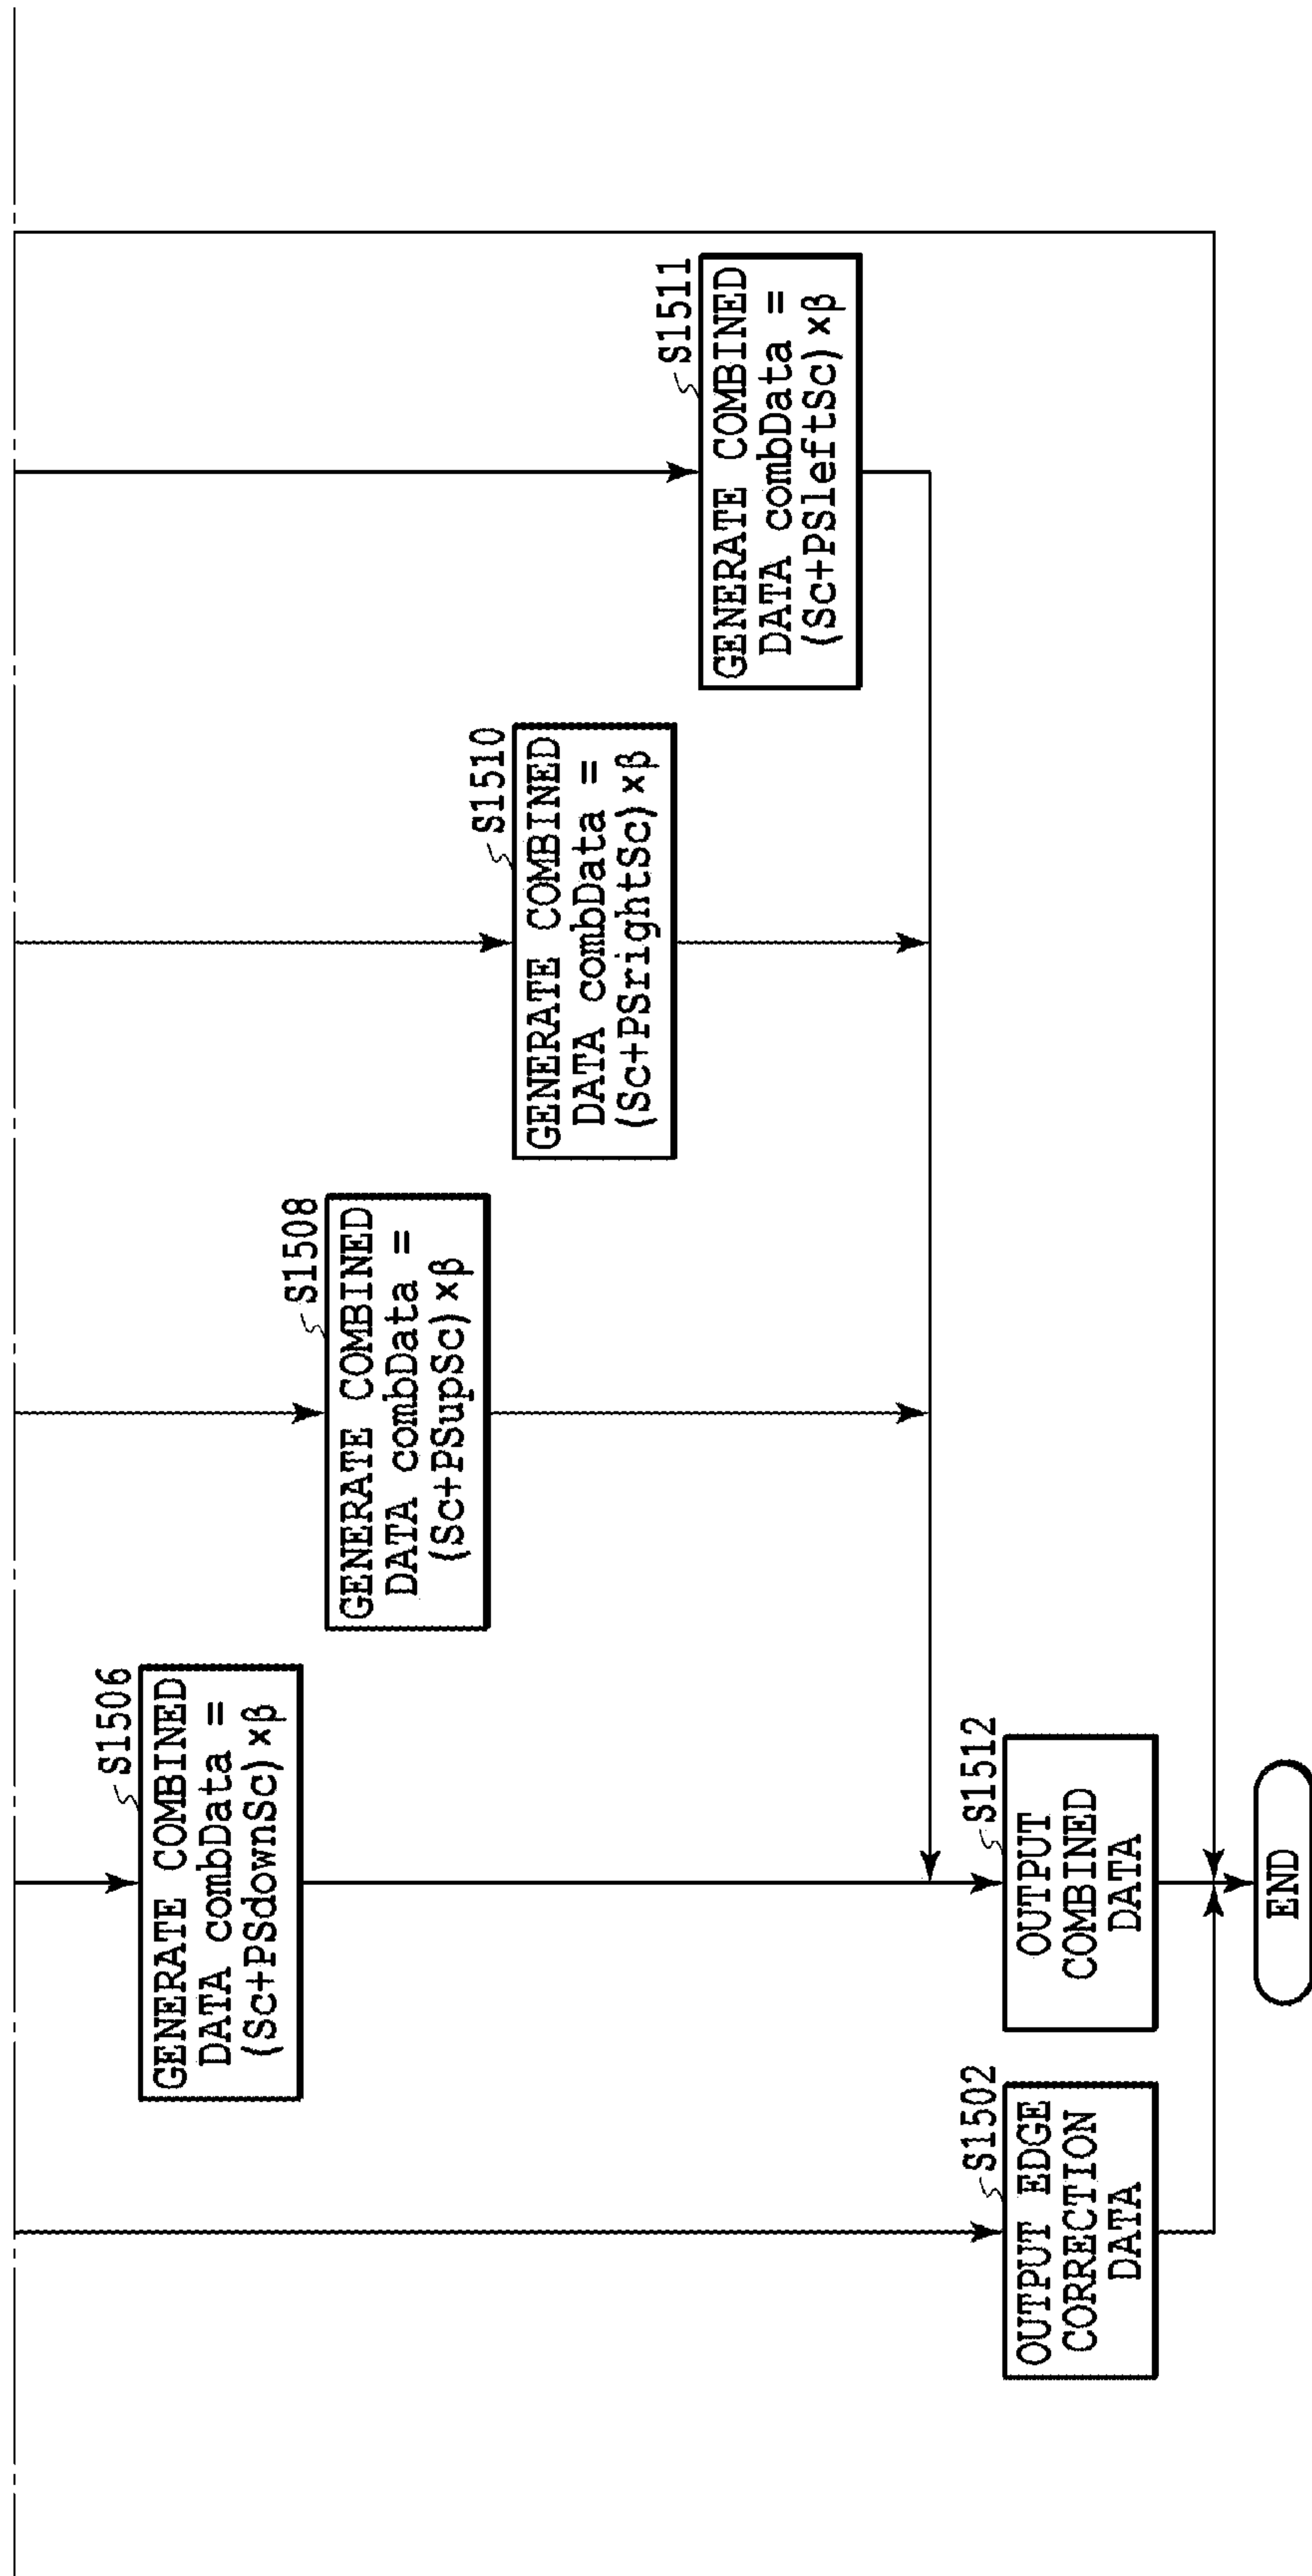 S1506
GENERATE COMBINED
DATA combData =
(Sc+PSdownSc)×β
S1508
GENERATE COMBINED
DATA combData =
(Sc+PSupSc)×β
S1510
GENERATE COMBINED
DATA combData =
(Sc+PSrightSc)×β
S1511
GENERATE COMBINED
DATA combData =
(Sc+PSleftSc)×β
S1502
OUTPUT EDGE
CORRECTION
DATA
S1512
OUTPUT
COMBINED
DATA
END